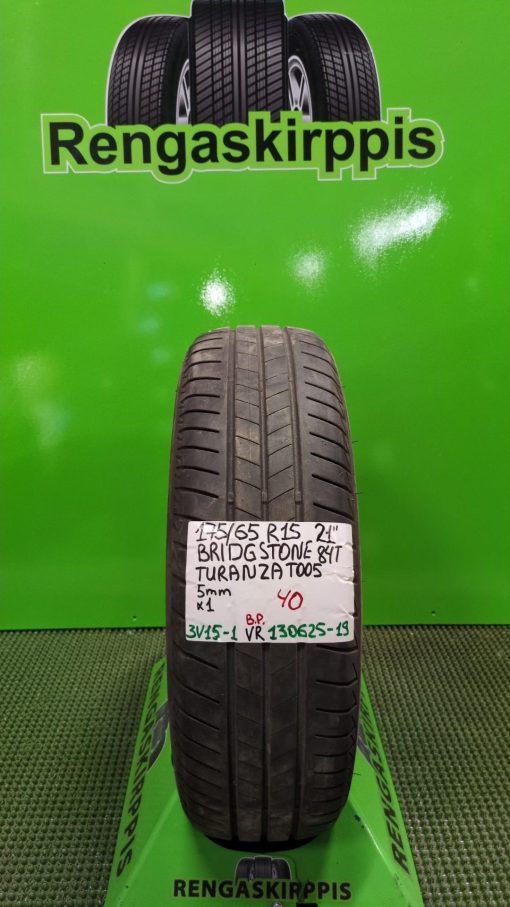 Rengaskirppis
175/65 R15 21"
BRIDGSTONE 84T
TURANZA T005
5mm
x1
40
B.P.
3V15-1 VR 130625-19
RENGASKIRPPIS
RENGASKIRPPIS
RENGASKIRPPIS